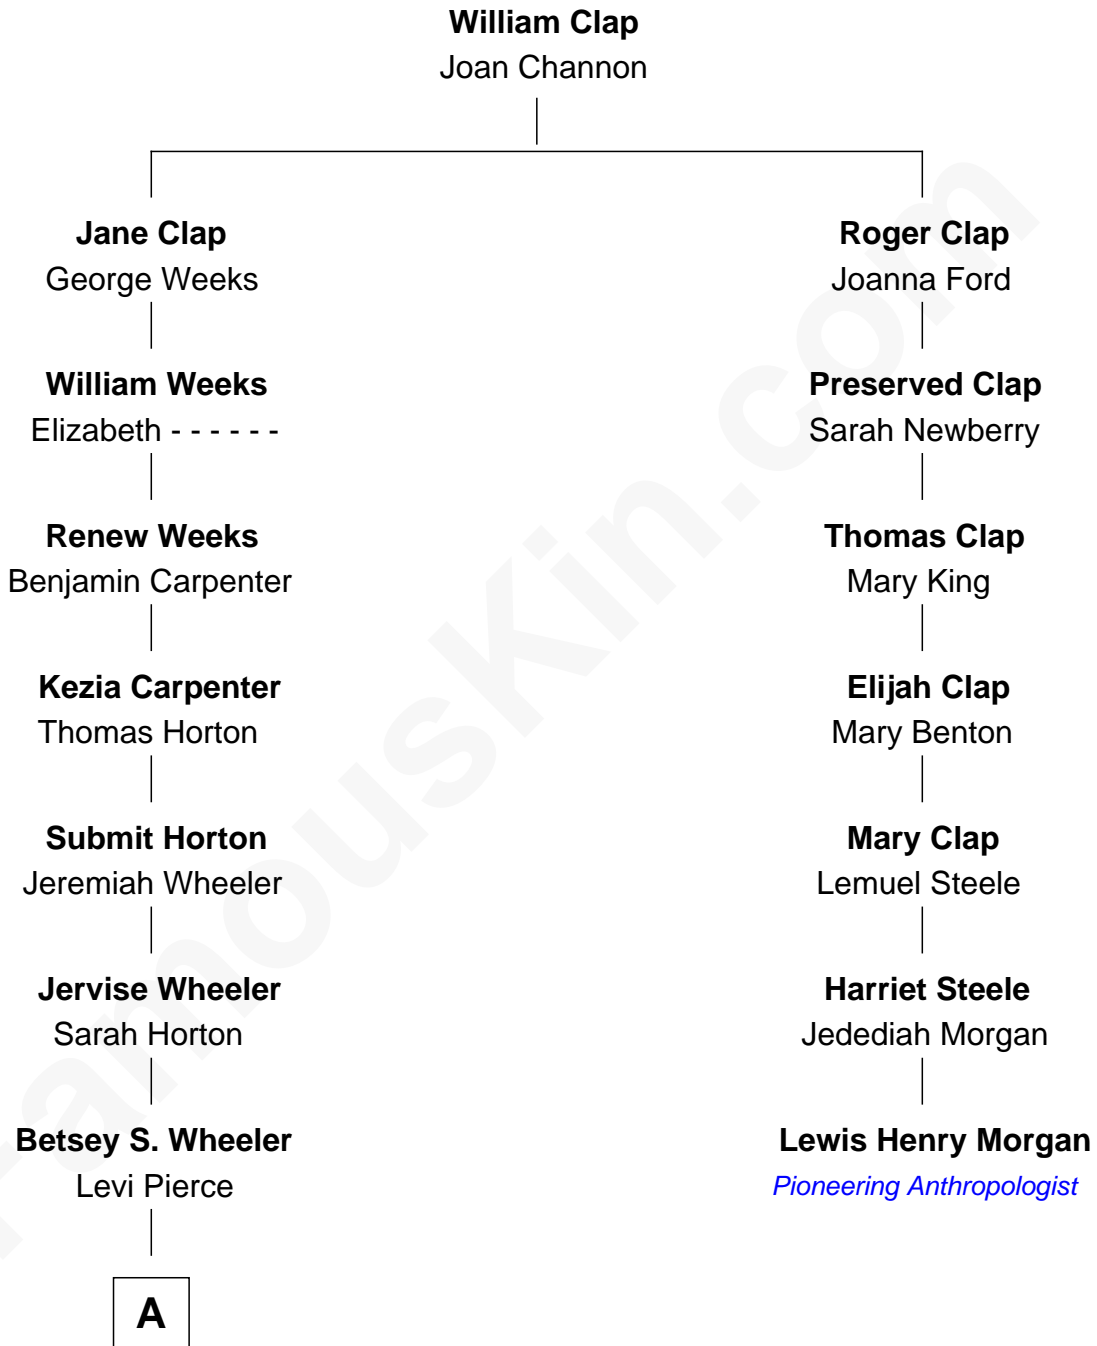 William Clap
Joan Channon
Jane Clap
George Weeks
Roger Clap
Joanna Ford
William Weeks
Elizabeth - - - - - -
Preserved Clap
Sarah Newberry
Renew Weeks
Benjamin Carpenter
Thomas Clap
Mary King
Kezia Carpenter
Thomas Horton
Elijah Clap
Mary Benton
Submit Horton
Jeremiah Wheeler
Mary Clap
Lemuel Steele
Jervise Wheeler
Sarah Horton
Harriet Steele
Jedediah Morgan
Betsey S. Wheeler
Levi Pierce
Lewis Henry Morgan
Pioneering Anthropologist
A
FamousKin.com